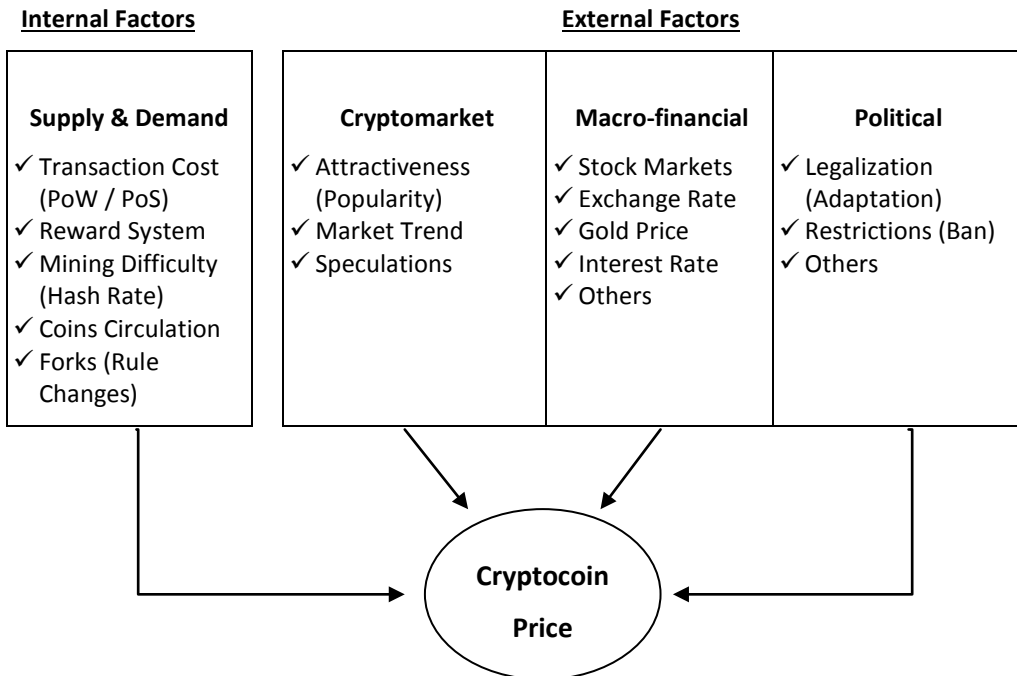 Internal Factors
External Factors
Supply & Demand
✓ Transaction Cost
(PoW / PoS)
✓ Reward System
✓ Mining Difficulty
(Hash Rate)
✓ Coins Circulation
✓ Forks (Rule
Changes)
Cryptomarket
✓ Attractiveness
(Popularity)
✓ Market Trend
✓ Speculations
Macro-financial
✓ Stock Markets
✓ Exchange Rate
✓ Gold Price
✓ Interest Rate
✓ Others
Political
✓ Legalization
(Adaptation)
✓ Restrictions (Ban)
✓ Others
Cryptocoin
Price